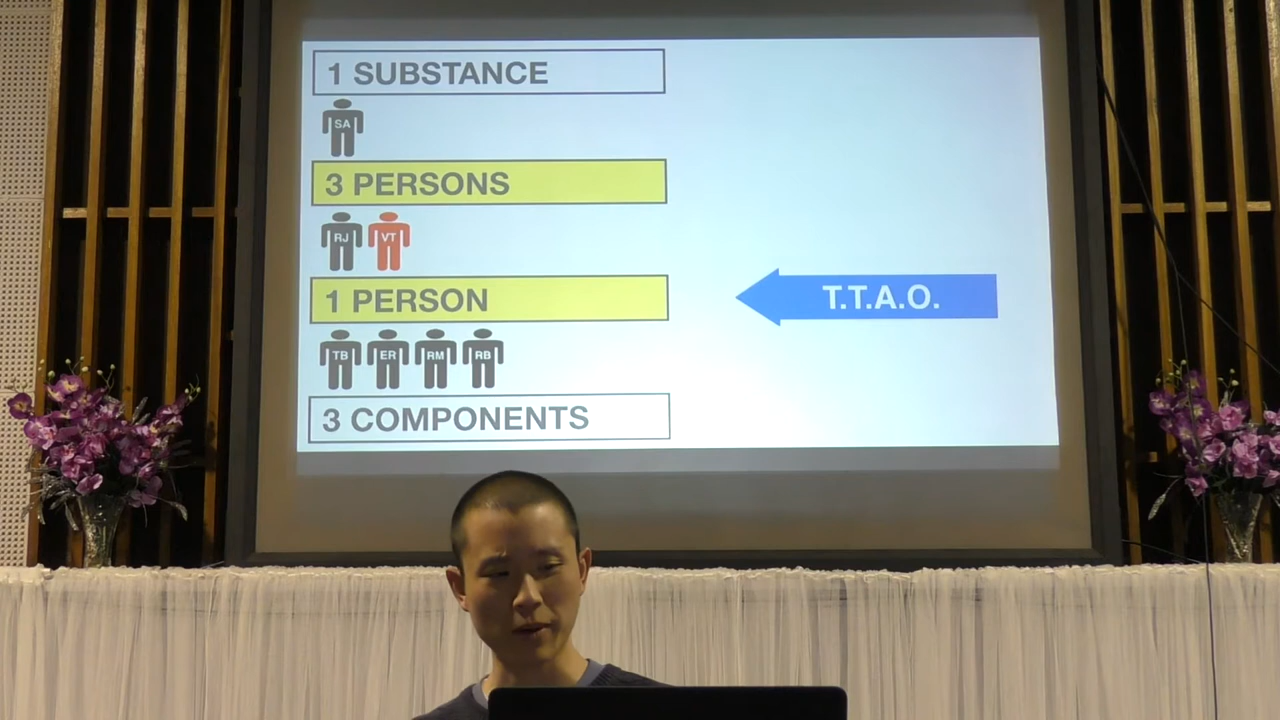 1 SUBSTANCE
SA
3 PERSONS
RJ VT
1 PERSON
T.T.A.O.
TB ER RM RB
3 COMPONENTS